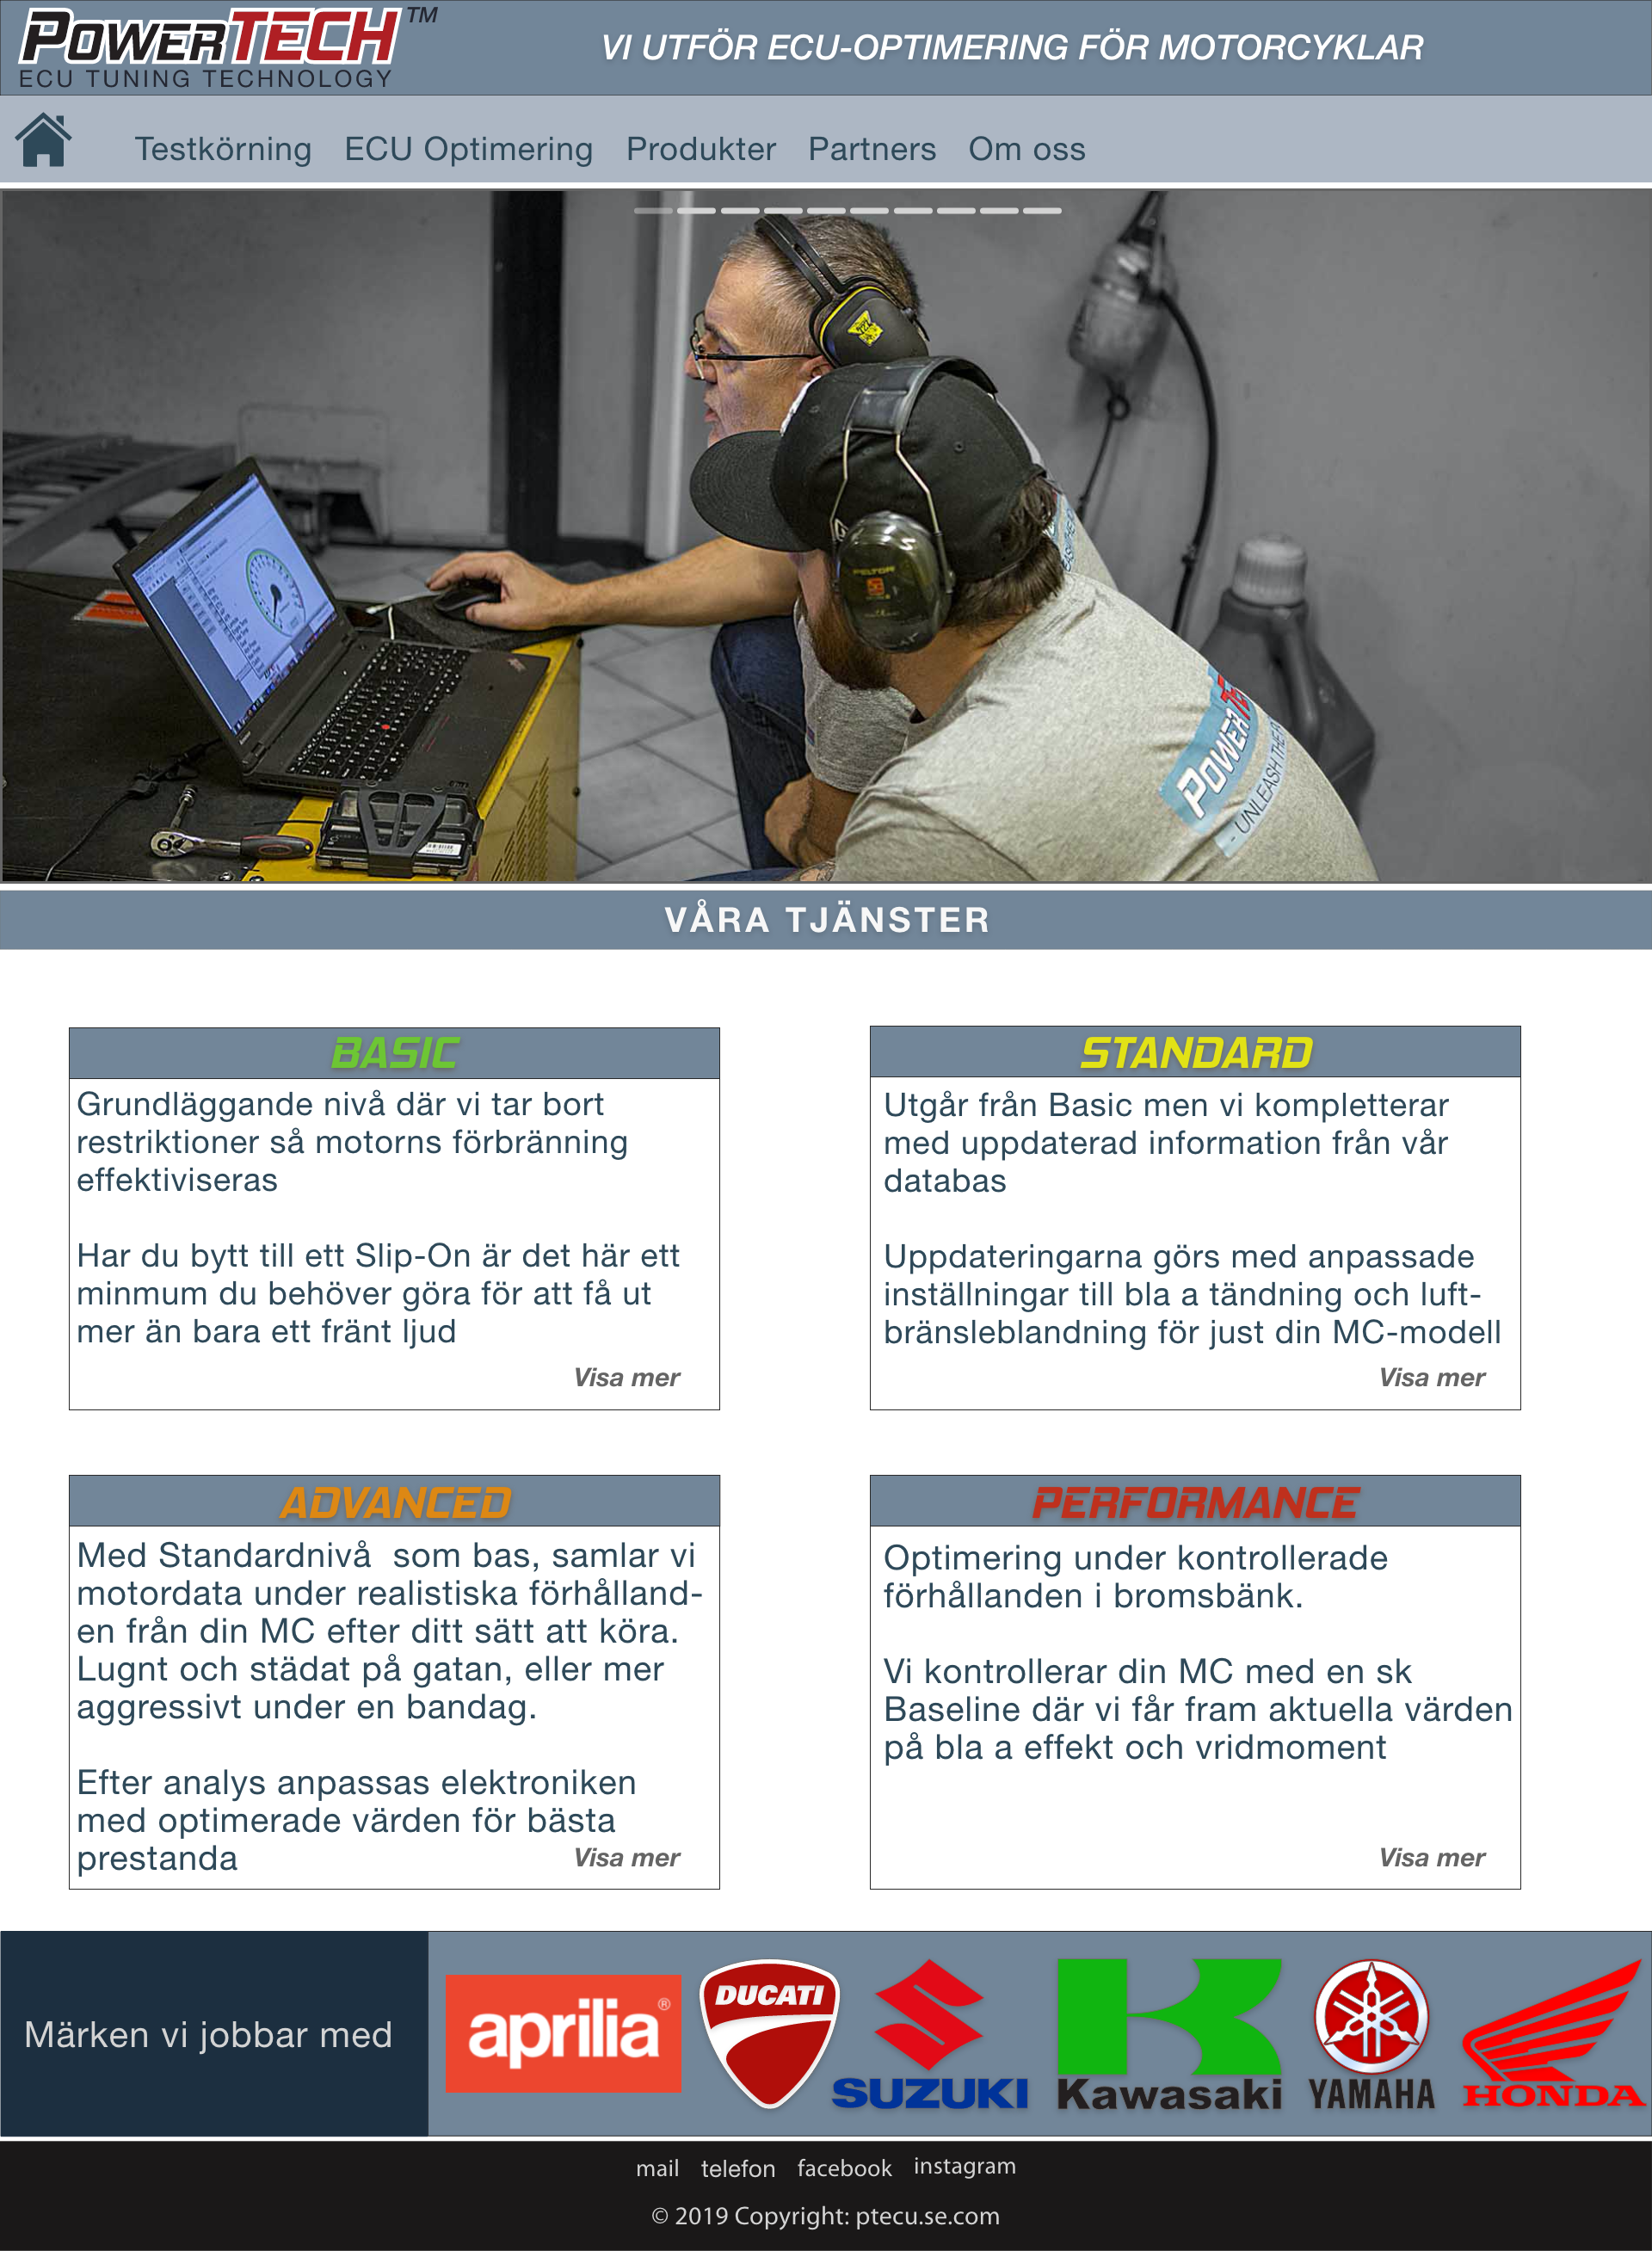 POWERTECH™
ECU TUNING TECHNOLOGY
VI UTFÖR ECU-OPTIMERING FÖR MOTORCYKLAR
Testkörning ECU Optimering Produkter Partners Om oss
PELTOR
POWERTE
- UNLEASH THE
VÅRA TJÄNSTER
BASIC
Grundläggande nivå där vi tar bort
restriktioner så motorns förbränning
effektiviseras
Har du bytt till ett Slip-On är det här ett
minmum du behöver göra för att få ut
mer än bara ett fränt ljud
Visa mer
STANDARD
Utgår från Basic men vi kompletterar
med uppdaterad information från vår
databas
Uppdateringarna görs med anpassade
inställningar till bla a tändning och luft-
bränsleblandning för just din MC-modell
Visa mer
ADVANCED
Med Standardnivå  som bas, samlar vi
motordata under realistiska förhålland-
en från din MC efter ditt sätt att köra.
Lugnt och städat på gatan, eller mer
aggressivt under en bandag.
Efter analys anpassas elektroniken
med optimerade värden för bästa
prestanda
Visa mer
PERFORMANCE
Optimering under kontrollerade
förhållanden i bromsbänk.
Vi kontrollerar din MC med en sk
Baseline där vi får fram aktuella värden
på bla a effekt och vridmoment
Visa mer
Märken vi jobbar med
aprilia®
DUCATI
SUZUKI
Kawasaki
YAMAHA
HONDA
mail telefon facebook instagram
© 2019 Copyright: ptecu.se.com